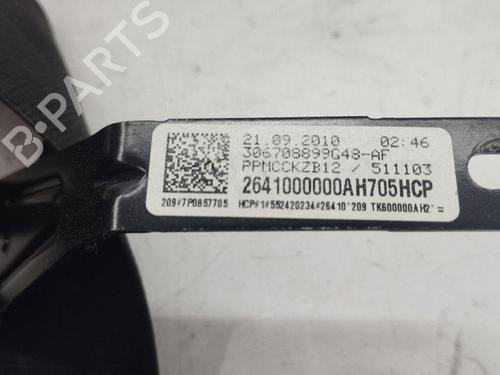 B-PARTS
21.09.2010 02:46
306708899G48-AF
PPMCCKZB12 / 511103
2641000000AH705HCP
209#7P0857705 HCP#1#552420234#26410'209 TK600000AH2'=